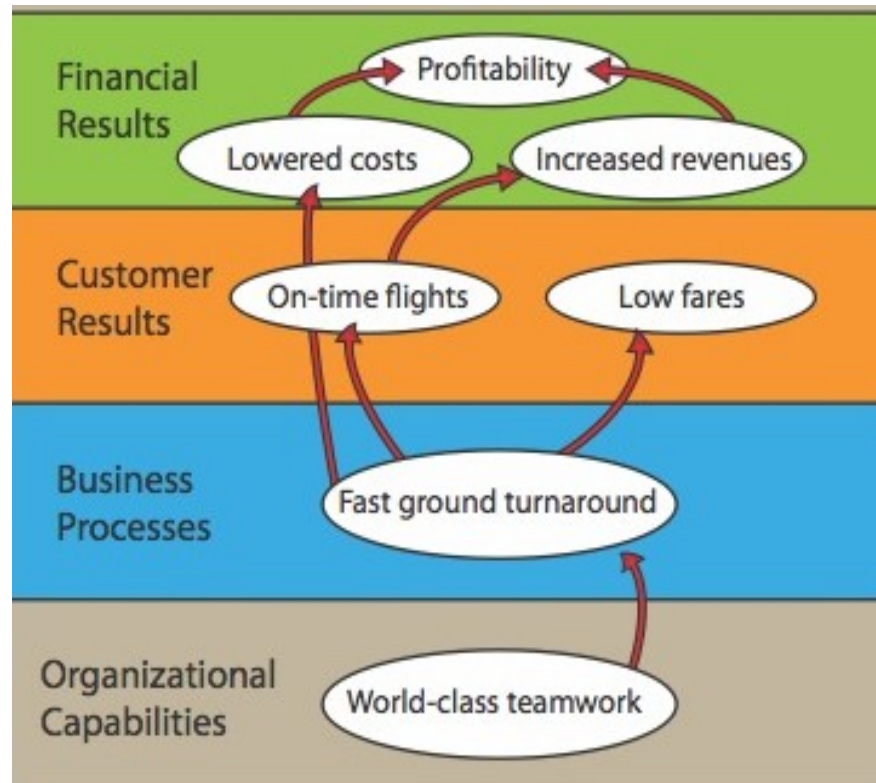 Financial
Results
Profitability
Lowered costs
Increased revenues
Customer
Results
On-time flights
Low fares
Business
Processes
Fast ground turnaround
Organizational
Capabilities
World-class teamwork